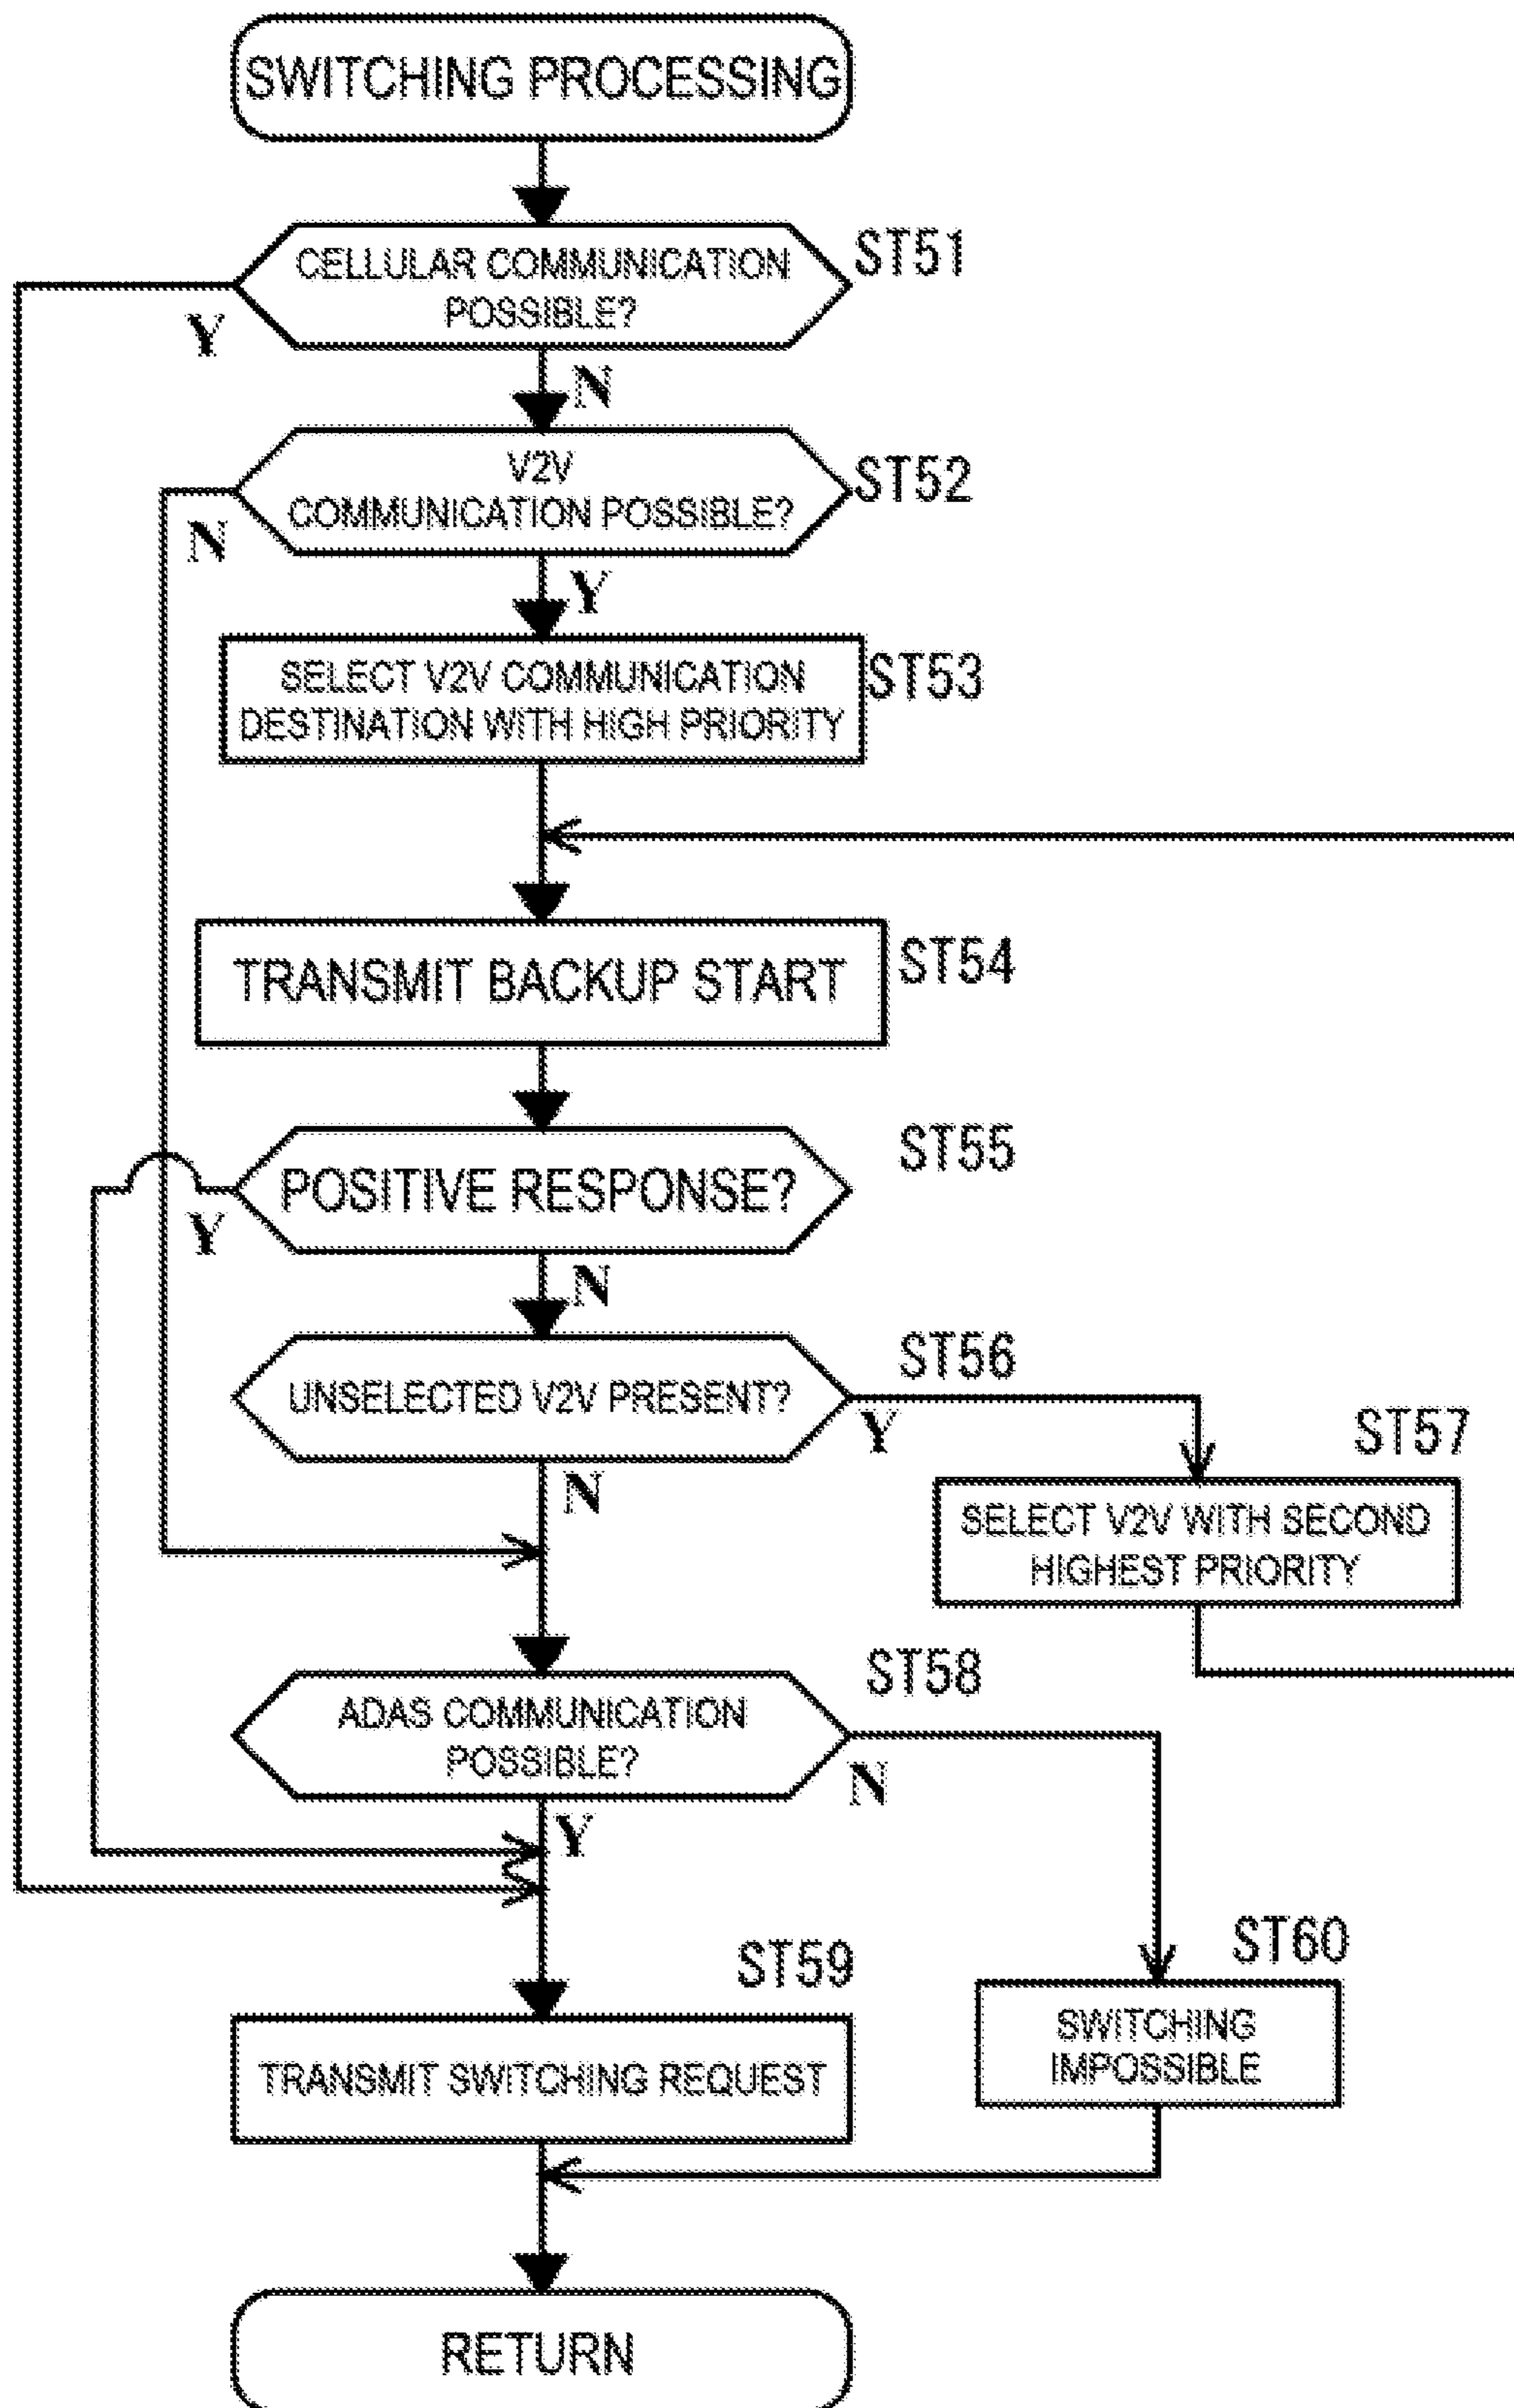 SWITCHING PROCESSING
CELLULAR COMMUNICATION
POSSIBLE?
ST51
Y
N
V2V
COMMUNICATION POSSIBLE?
ST52
N
Y
SELECT V2V COMMUNICATION
DESTINATION WITH HIGH PRIORITY
ST53
TRANSMIT BACKUP START
ST54
POSITIVE RESPONSE?
ST55
Y
N
UNSELECTED V2V PRESENT?
ST56
Y
N
ST57
SELECT V2V WITH SECOND
HIGHEST PRIORITY
ADAS COMMUNICATION
POSSIBLE?
ST58
N
Y
ST59
TRANSMIT SWITCHING REQUEST
ST60
SWITCHING
IMPOSSIBLE
RETURN